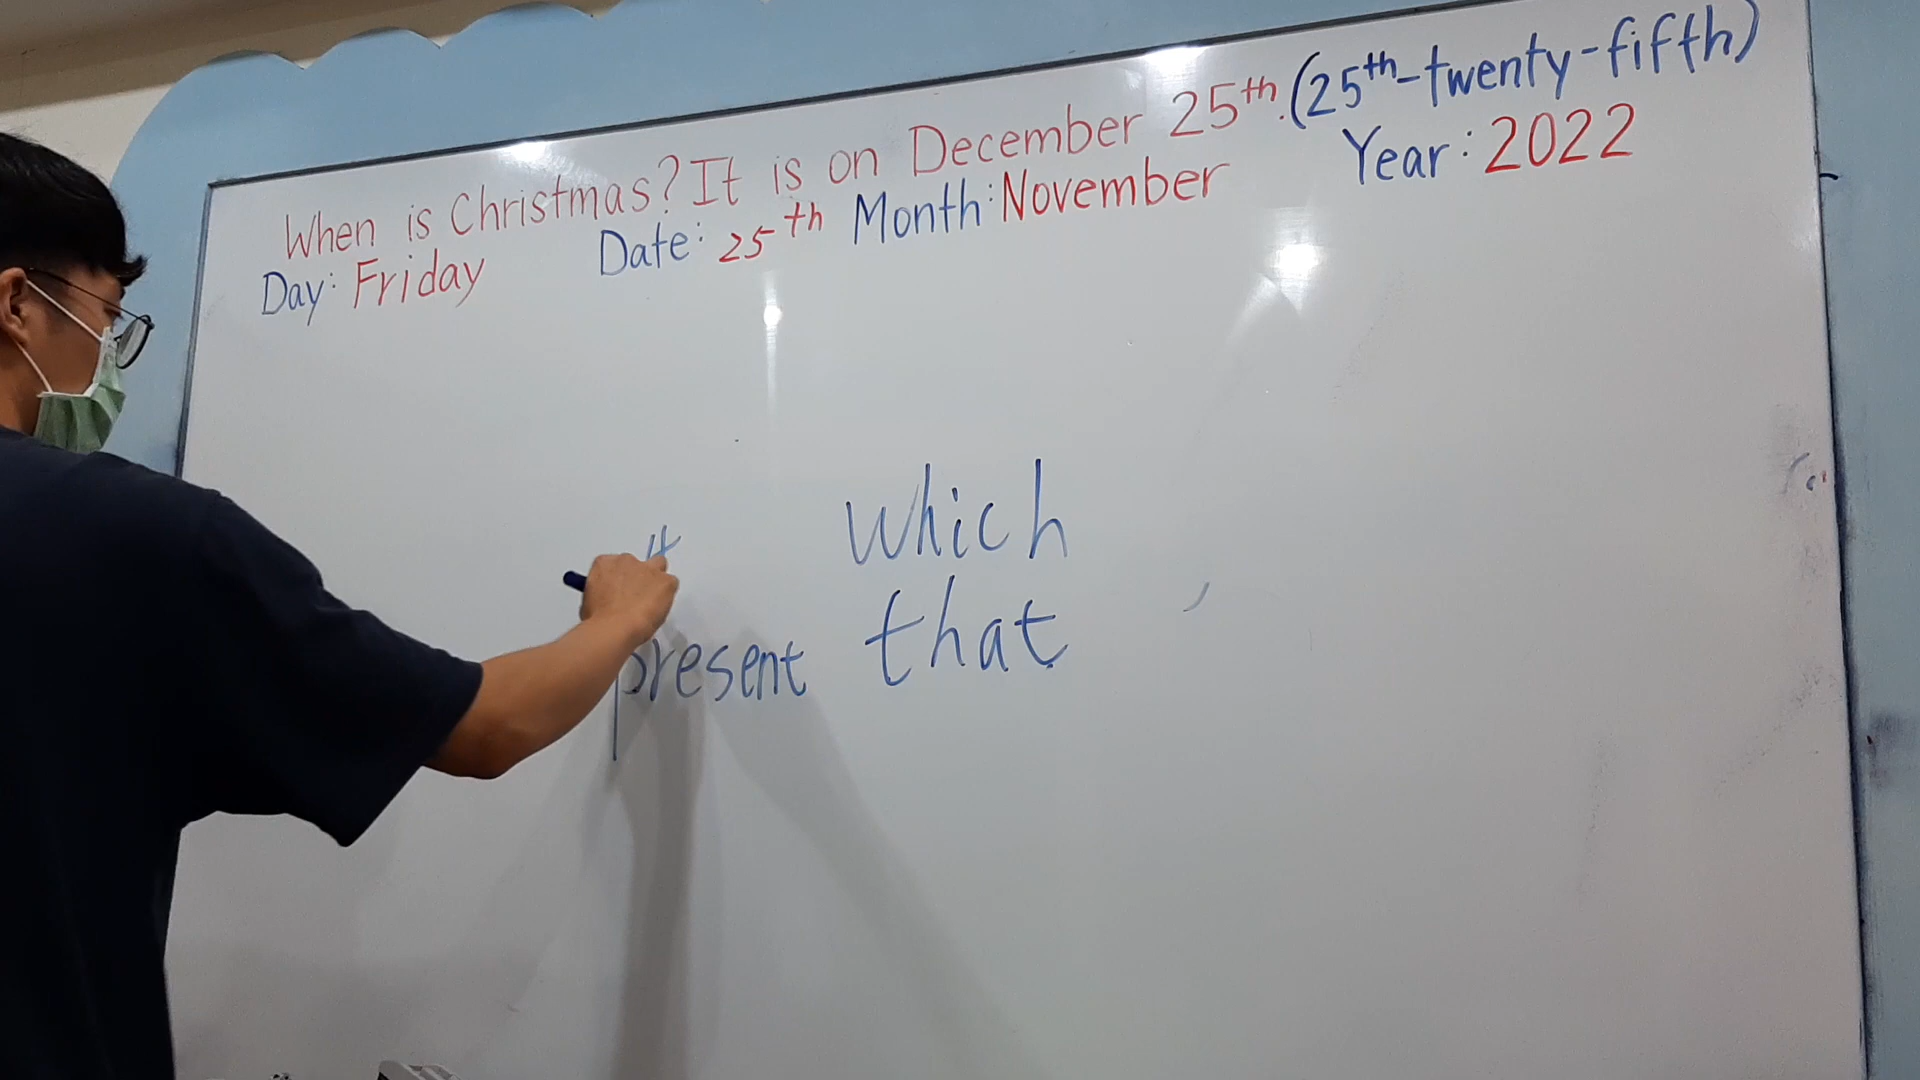 When is Christmas? It is on December 25th. (25th-twenty-fifth)
Day: Friday Date: 25th Month: November Year: 2022
which
present that